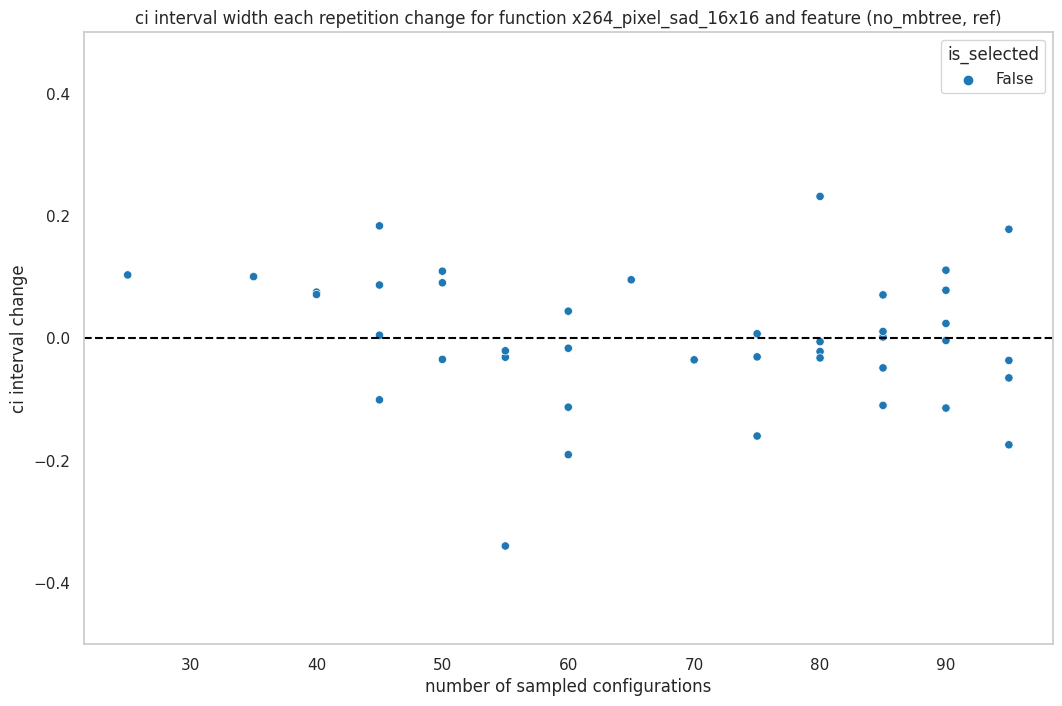 ci interval width each repetition change for function x264_pixel_sad_16x16 and feature (no_mbtree, ref)
is_selected
False
0.4
0.2
0.0
−0.2
−0.4
ci interval change
30 40 50 60 70 80 90
number of sampled configurations